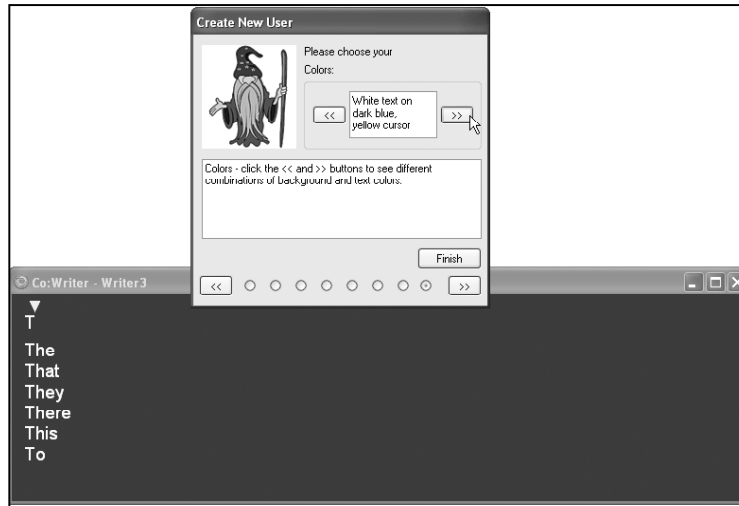 Create New User
Please choose your
Colors:
<<
White text on
dark blue,
yellow cursor
>>
Colors - click the << and >> buttons to see different
combinations of background and text colors.
Finish
<<
>>
Co:Writer - Writer3
T
The
That
They
There
This
To